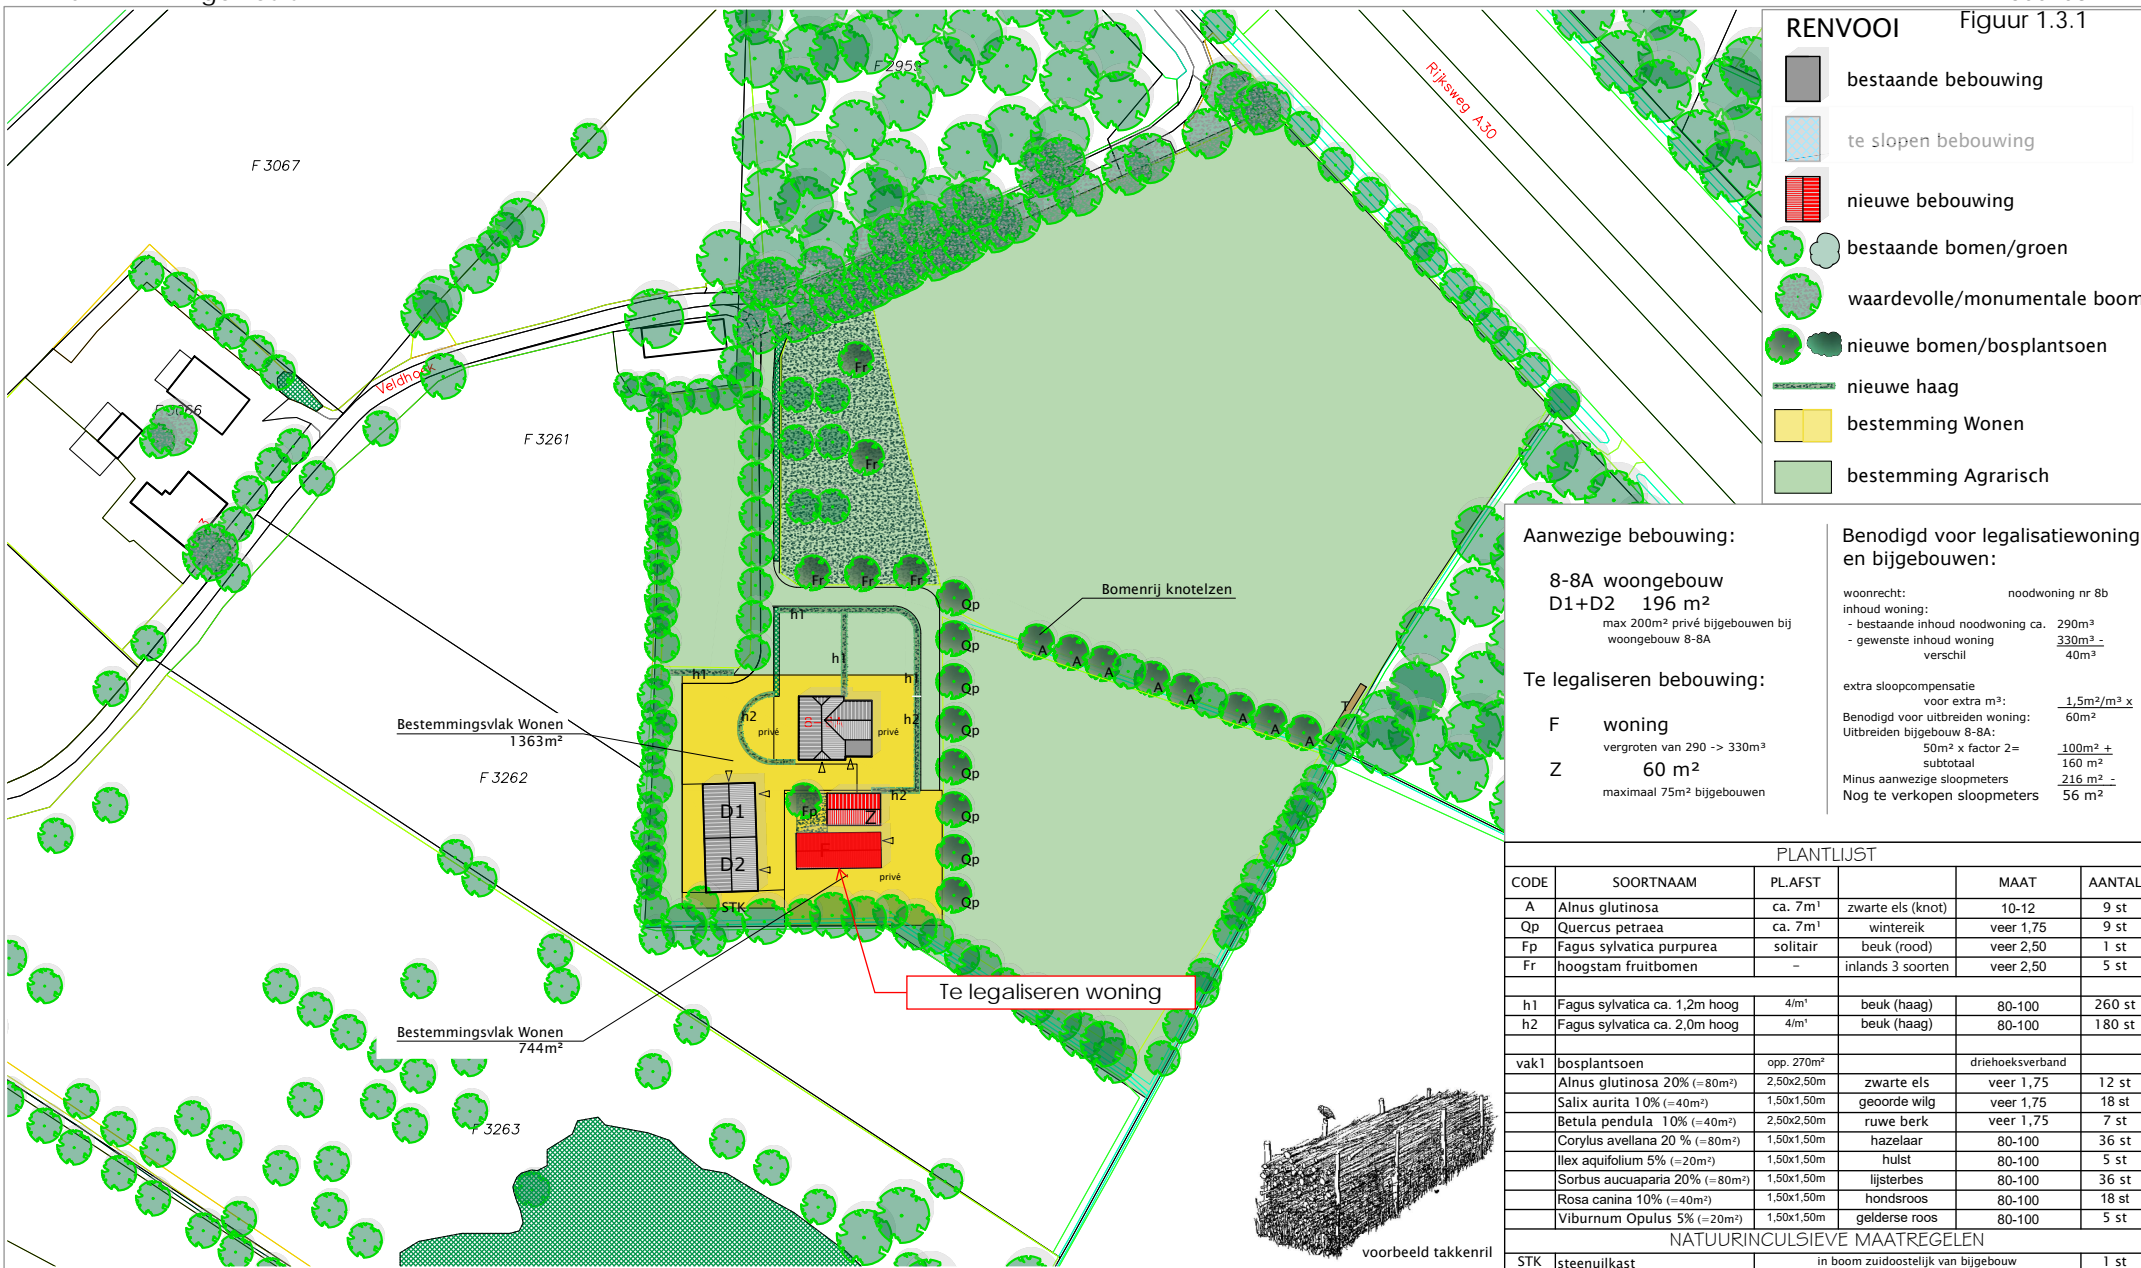 Figuur 1.3.1
RENVOOI
bestaande bebouwing
te slopen bebouwing
nieuwe bebouwing
bestaande bomen/groen
waardevolle/monumentale boom
nieuwe bomen/bosplantsoen
nieuwe haag
bestemming Wonen
bestemming Agrarisch
F 2959
Rijksweg A30
F 3067
Veldhoek
F 3066
F 3261
F 3262
F 3263
Fr
Fr
Fr
Fr
Fr
Bomenrij knotelzen
Qp
Qp
Qp
Qp
Qp
Qp
Qp
Qp
A
A
A
A
A
A
A
A
T
h1
h1
h1
h1
h2
h2
h2
privé
privé
privé
D1
D2
Fp
Z
F
STK
Bestemmingsvlak Wonen
1363m²
Bestemmingsvlak Wonen
744m²
Te legaliseren woning
Aanwezige bebouwing:
8-8A woongebouw
D1+D2 196 m²
max 200m² privé bijgebouwen bij
woongebouw 8-8A
Te legaliseren bebouwing:
F woning
vergroten van 290 -> 330m³
Z 60 m²
maximaal 75m² bijgebouwen
Benodigd voor legalisatiewoning
en bijgebouwen:
woonrecht: noodwoning nr 8b
inhoud woning:
- bestaande inhoud noodwoning ca. 290m³
- gewenste inhoud woning 330m³ -
verschil 40m³
extra sloopcompensatie
voor extra m³: 1,5m²/m³ x
Benodigd voor uitbreiden woning: 60m²
Uitbreiden bijgebouw 8-8A:
50m² x factor 2= 100m² +
subtotaal 160 m²
Minus aanwezige sloopmeters 216 m² -
Nog te verkopen sloopmeters 56 m²
PLANTLIJST
CODE SOORTNAAM PL.AFST MAAT AANTAL
A Alnus glutinosa ca. 7m¹ zwarte els (knot) 10-12 9 st
Qp Quercus petraea ca. 7m¹ wintereik veer 1,75 9 st
Fp Fagus sylvatica purpurea solitair beuk (rood) veer 2,50 1 st
Fr hoogstam fruitbomen - inlands 3 soorten veer 2,50 5 st
h1 Fagus sylvatica ca. 1,2m hoog 4/m¹ beuk (haag) 80-100 260 st
h2 Fagus sylvatica ca. 2,0m hoog 4/m¹ beuk (haag) 80-100 180 st
vak1 bosplantsoen opp. 270m² driehoeksverband
Alnus glutinosa 20% (=80m²) 2,50x2,50m zwarte els veer 1,75 12 st
Salix aurita 10% (=40m²) 1,50x1,50m geoorde wilg veer 1,75 18 st
Betula pendula 10% (=40m²) 2,50x2,50m ruwe berk veer 1,75 7 st
Corylus avellana 20 % (=80m²) 1,50x1,50m hazelaar 80-100 36 st
Ilex aquifolium 5% (=20m²) 1,50x1,50m hulst 80-100 5 st
Sorbus aucuaparia 20% (=80m²) 1,50x1,50m lijsterbes 80-100 36 st
Rosa canina 10% (=40m²) 1,50x1,50m hondsroos 80-100 18 st
Viburnum Opulus 5% (=20m²) 1,50x1,50m gelderse roos 80-100 5 st
NATUURINCULSIEVE MAATREGELEN
STK steenuilkast in boom zuidoostelijk van bijgebouw 1 st
voorbeeld takkenril